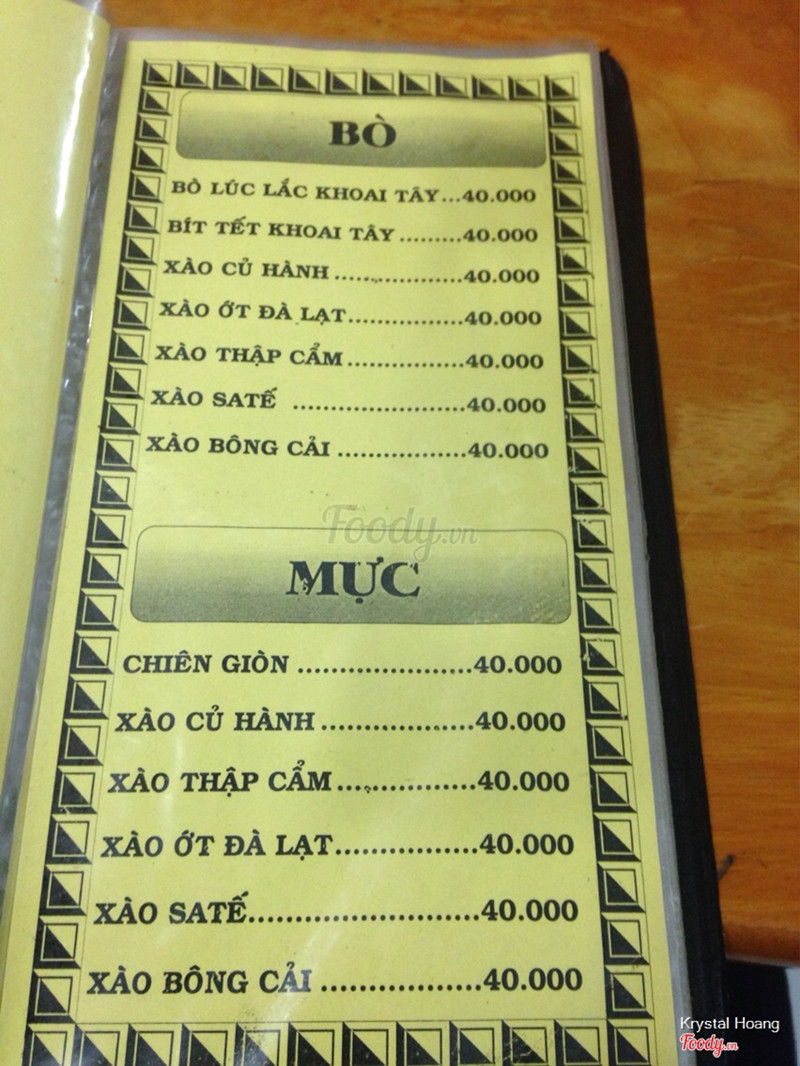 BÒ
BÒ LÚC LẮC KHOAI TÂY...40.000
BÍT TẾT KHOAI TÂY.........40.000
XÀO CỦ HÀNH..................40.000
XÀO ỚT ĐÀ LẠT................40.000
XÀO THẬP CẨM................40.000
XÀO SATẾ ........................40.000
XÀO BÔNG CẢI..................40.000
Foody.vn
MỰC
CHIÊN GIÒN.....................40.000
XÀO CỦ HÀNH..................40.000
XÀO THẬP CẨM................40.000
XÀO ỚT ĐÀ LẠT................40.000
XÀO SATẾ.........................40.000
XÀO BÔNG CẢI..................40.000
Krystal Hoang
Foody.vn